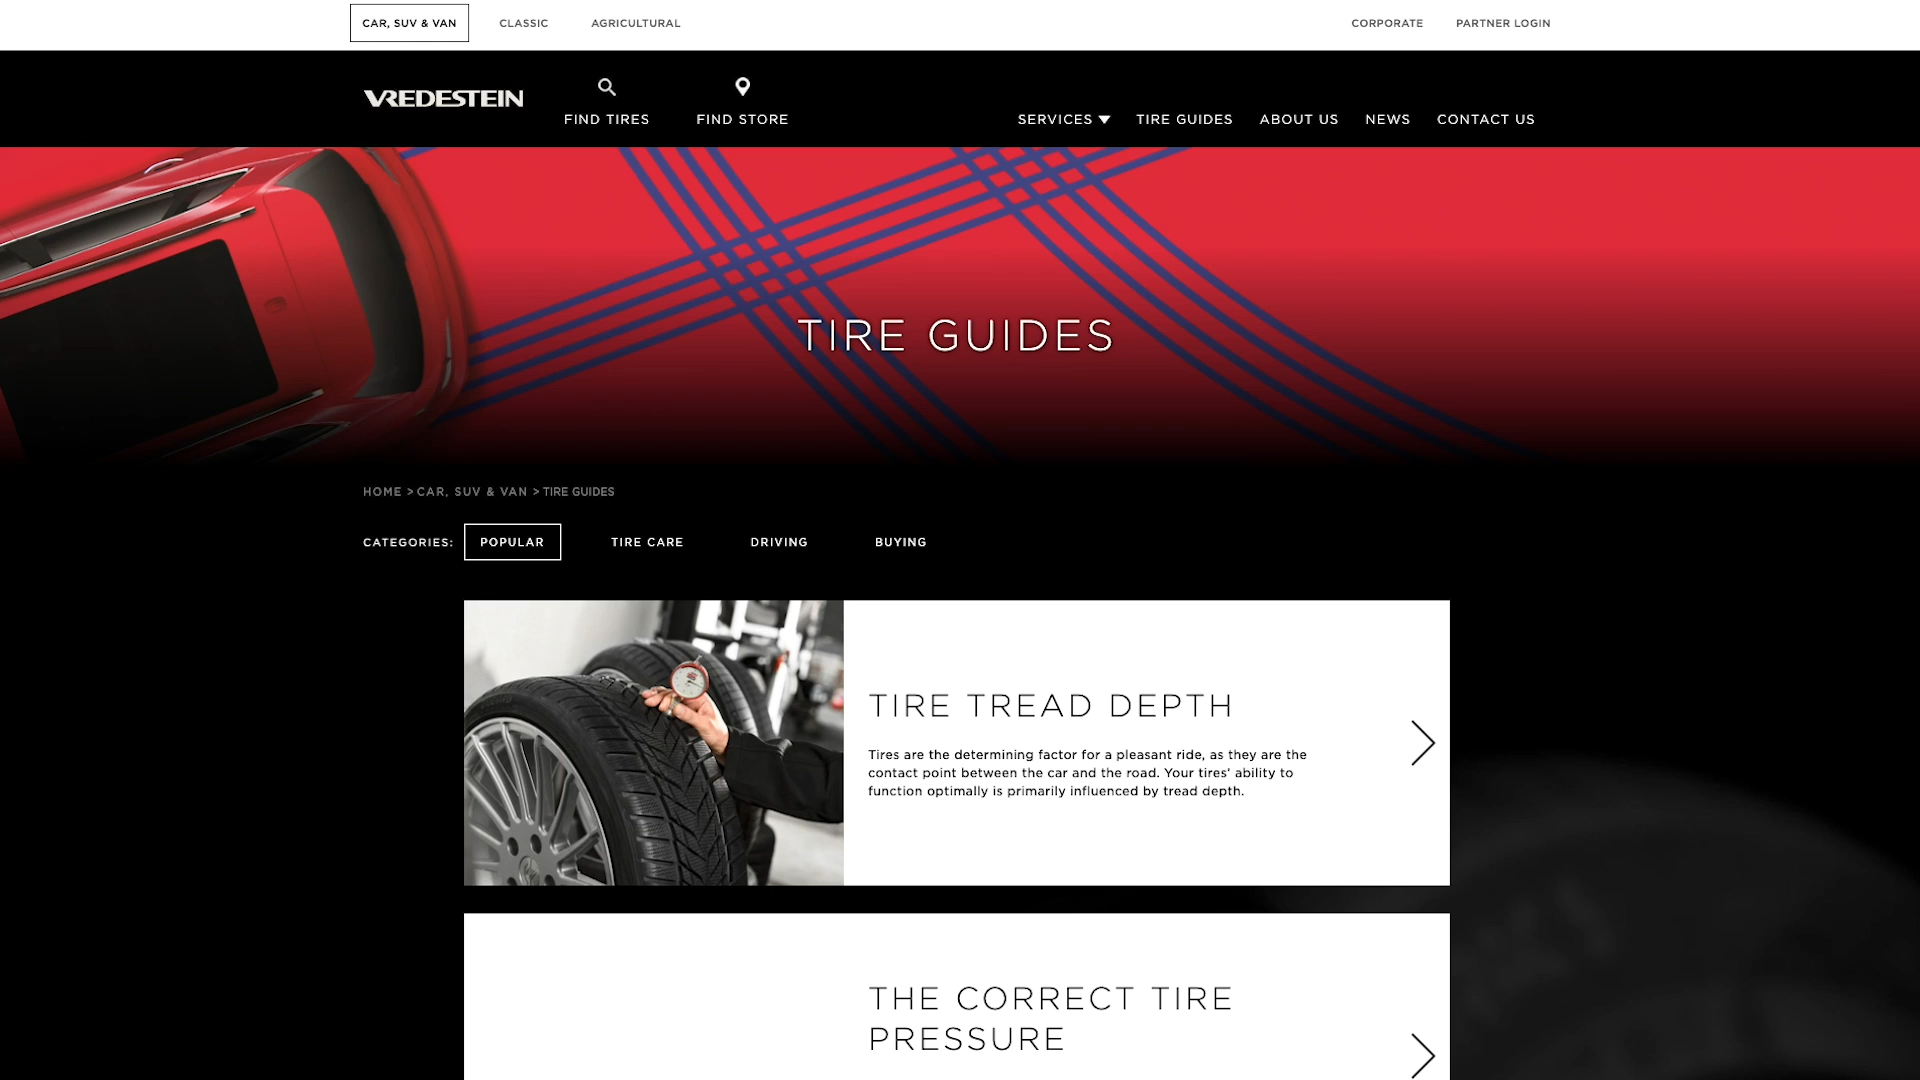 CAR, SUV & VAN
CLASSIC
AGRICULTURAL
CORPORATE
PARTNER LOGIN
VREDESTEIN
FIND TIRES
FIND STORE
SERVICES
TIRE GUIDES
ABOUT US
NEWS
CONTACT US
TIRE GUIDES
HOME > CAR, SUV & VAN > TIRE GUIDES
CATEGORIES:
POPULAR
TIRE CARE
DRIVING
BUYING
TIRE TREAD DEPTH
Tires are the determining factor for a pleasant ride, as they are the
contact point between the car and the road. Your tires' ability to
function optimally is primarily influenced by tread depth.
THE CORRECT TIRE
PRESSURE